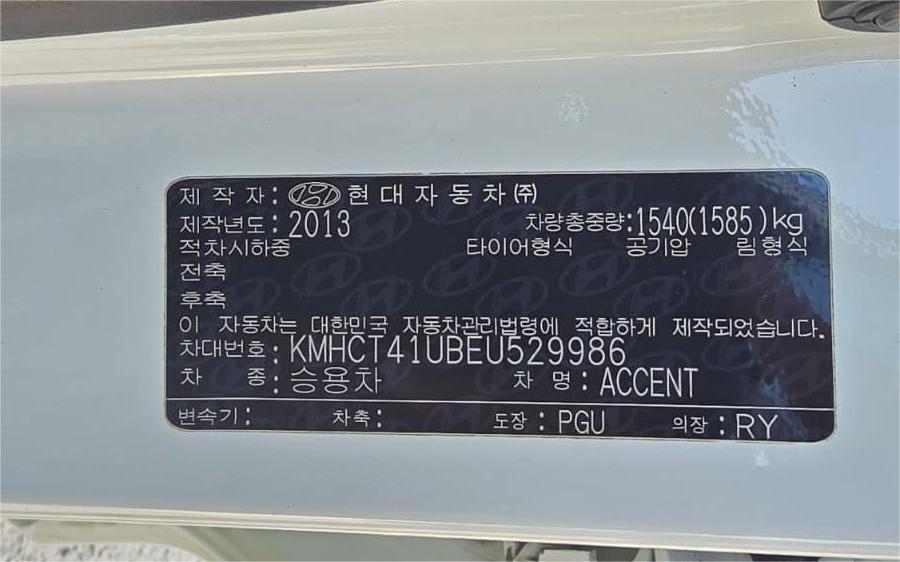 제작자: 현대자동차㈜
제작년도: 2013 차량총중량:1540(1585)kg
적차시하중 타이어형식 공기압 림형식
전축
후축
이 자동차는 대한민국 자동차관리법령에 적합하게 제작되었습니다.
차대번호: KMHCT41UBEU529986
차 종: 승용차 차 명: ACCENT
변속기: 차축: 도장: PGU 의장: RY